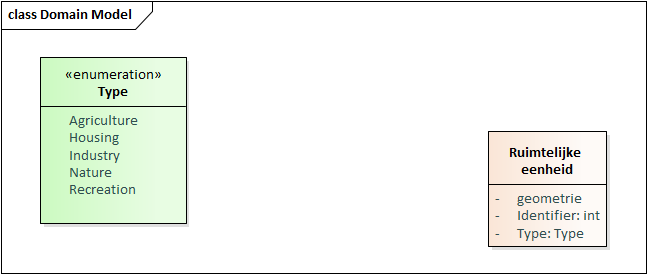 class Domain Model
«enumeration»
Type
Agriculture
Housing
Industry
Nature
Recreation
Ruimtelijke
eenheid
- geometrie
- Identifier: int
- Type: Type